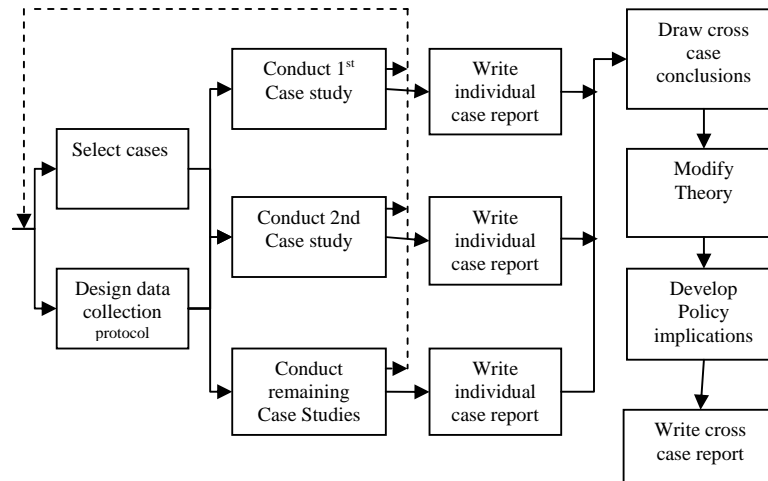 Select cases
Design data
collection
protocol
Conduct 1st
Case study
Conduct 2nd
Case study
Conduct
remaining
Case Studies
Write
individual
case report
Write
individual
case report
Write
individual
case report
Draw cross
case
conclusions
Modify
Theory
Develop
Policy
implications
Write cross
case report